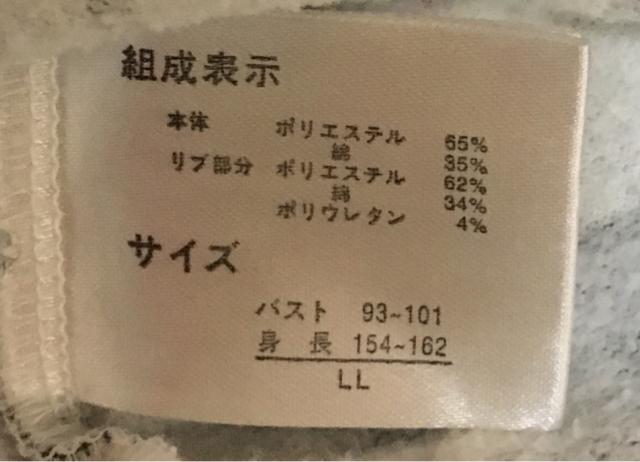 組成表示
本体 ポリエステル 65%
綿 35%
リブ部分 ポリエステル 62%
綿 34%
ポリウレタン 4%
サイズ
バスト 93~101
身長 154~162
LL